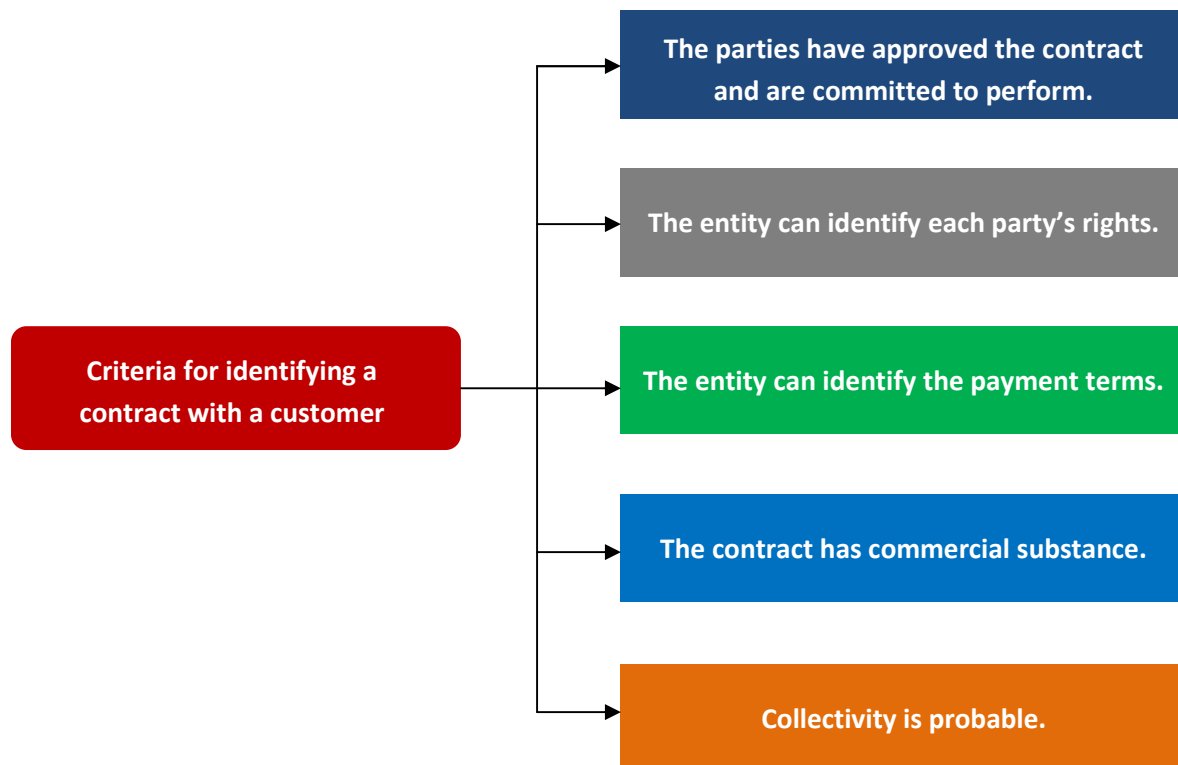 The parties have approved the contract
and are committed to perform.
The entity can identify each party’s rights.
Criteria for identifying a
contract with a customer
The entity can identify the payment terms.
The contract has commercial substance.
Collectivity is probable.